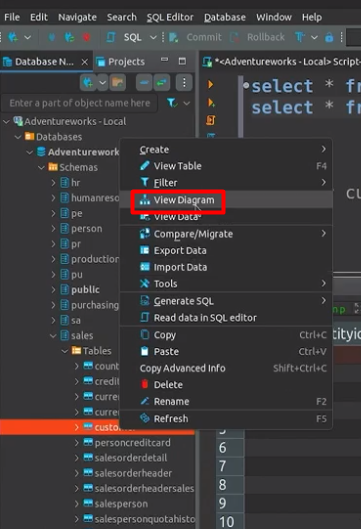 File Edit Navigate Search SQL Editor Database Window Help
SQL Commit Rollback
Database N... Projects *<Adventureworks - Local> Script-
Enter a part of object name here
select * f
select * f
Adventureworks - Local
Databases
Adventurework
Schemas
hr
humanresou
pe
person
pr
production
pu
public
purchasing
sa
sales
Tables
count
credit
curre
curre
custome
personcreditcard
salesorderdetail
salesorderheader
salesorderheadersales
salesperson
salespersonquotahisto
Create
View Table F4
Filter
View Diagram
View Data
Compare/Migrate
Export Data
Import Data
Tools
Generate SQL
Read data in SQL editor
Copy Ctrl+C
Paste Ctrl+V
Copy Advanced Info Shift+Ctrl+C
Delete
Rename F2
Refresh F5
cu
np
tityid
5
6
7
8
9
10